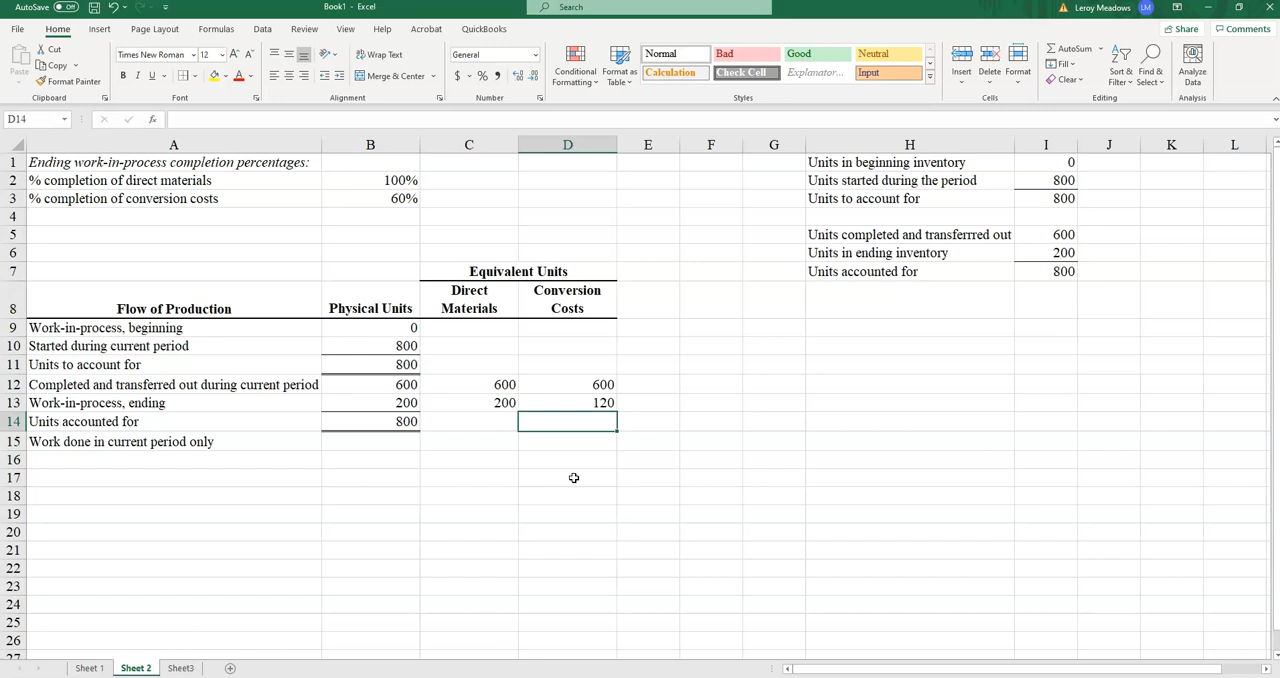 AutoSave Off Book1 - Excel Search Leroy Meadows LM
File Home Insert Page Layout Formulas Data Review View Help Acrobat QuickBooks Share Comments
Paste Cut Copy Format Painter Clipboard
Times New Roman 12 A A B I U A Font
Wrap Text Merge & Center Alignment
General $ % , Number
Conditional Formatting Format as Table Normal Bad Good Neutral Calculation Check Cell Explanator... Input Styles
Insert Delete Format Cells
AutoSum Fill Clear Sort & Filter Find & Select Editing
Analyze Data Analysis
D14 fx
A B C D E F G H I J K L
1 Ending work-in-process completion percentages: Units in beginning inventory 0
2 % completion of direct materials 100% Units started during the period 800
3 % completion of conversion costs 60% Units to account for 800
4
5 Units completed and transferrred out 600
6 Units in ending inventory 200
7 Equivalent Units Units accounted for 800
Direct Conversion
8 Flow of Production Physical Units Materials Costs
9 Work-in-process, beginning 0
10 Started during current period 800
11 Units to account for 800
12 Completed and transferred out during current period 600 600 600
13 Work-in-process, ending 200 200 120
14 Units accounted for 800
15 Work done in current period only
16
17
18
19
20
21
22
23
24
25
26
27
Sheet 1 Sheet 2 Sheet3